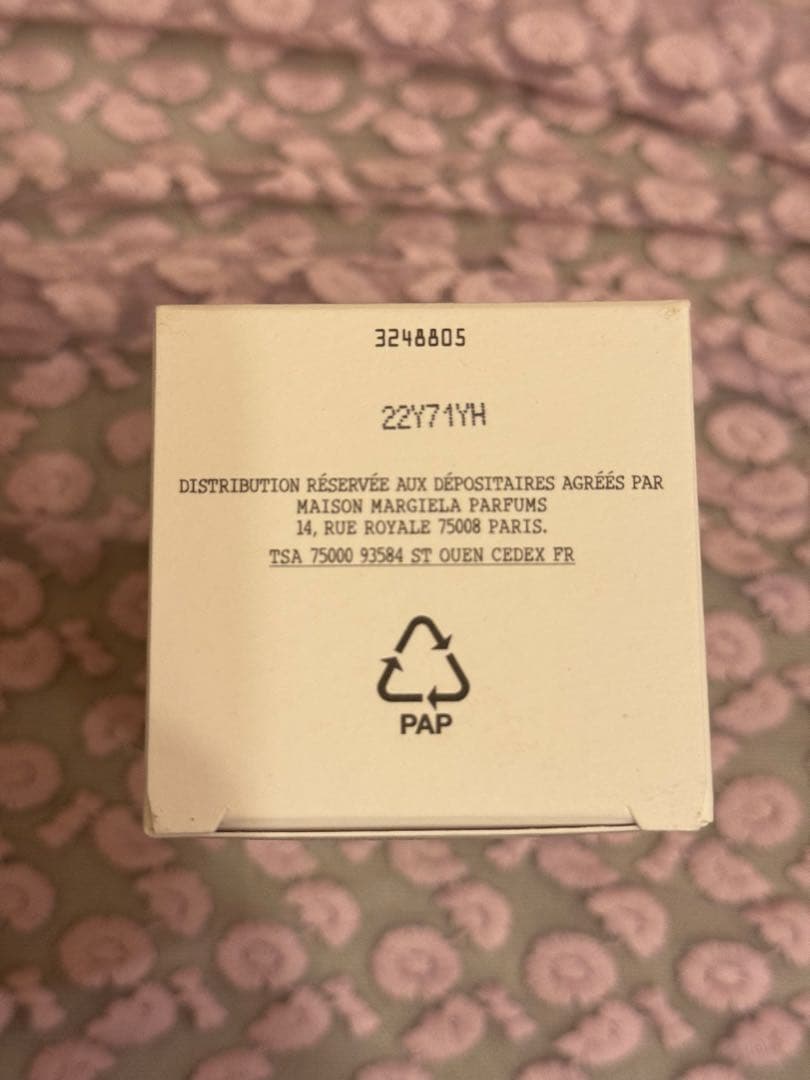 3248805
22Y71YH
DISTRIBUTION RÉSERVÉE AUX DÉPOSITAIRES AGRÉÉS PAR
MAISON MARGIELA PARFUMS
14, RUE ROYALE 75008 PARIS.
TSA 75000 93584 ST OUEN CEDEX FR
PAP